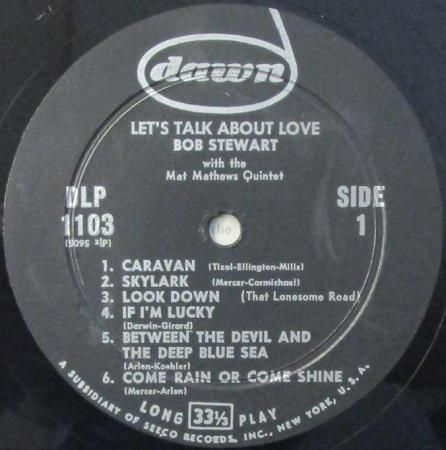 dawn
LET'S TALK ABOUT LOVE
BOB STEWART
with the
Mat Mathews Quintet
DLP
1103
(5095 xlp)
SIDE
1
he
1. CARAVAN (Tizol-Ellington-Mills)
2. SKYLARK (Mercer-Carmichael)
3. LOOK DOWN (That Lonesome Road)
4. IF I'M LUCKY
(Darwin-Girard)
5. BETWEEN THE DEVIL AND
THE DEEP BLUE SEA
(Arlen-Koehler)
6. COME RAIN OR COME SHINE
(Mercer-Arlen)
LONG 33⅓ PLAY
A SUBSIDIARY OF SEECO RECORDS, INC., NEW YORK, U.S.A.